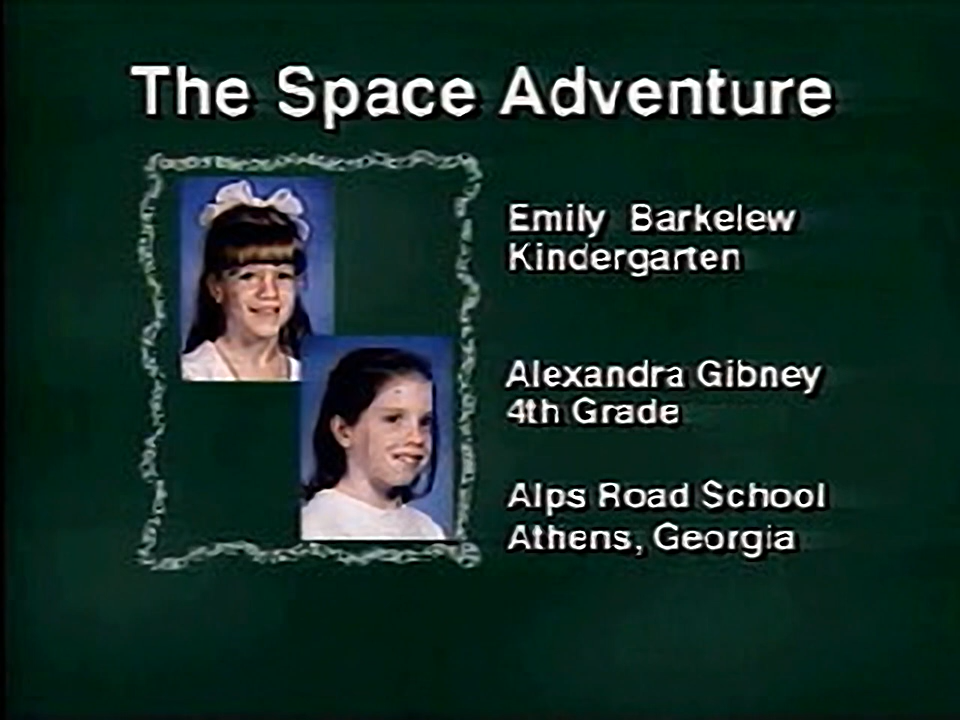 The Space Adventure
Emily Barkelew
Kindergarten
Alexandra Gibney
4th Grade
Alps Road School
Athens, Georgia